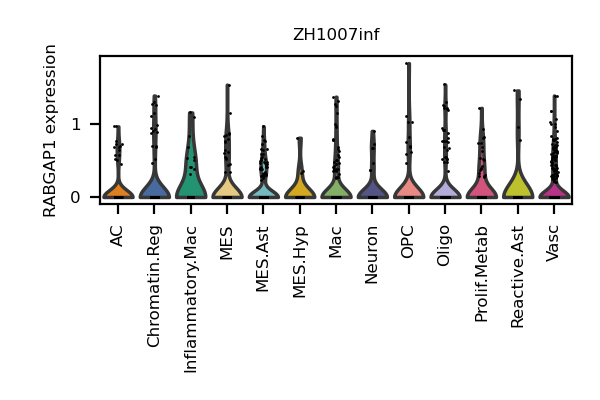 ZH1007inf
RABGAP1 expression
1
0
AC
Chromatin.Reg
Inflammatory.Mac
MES
MES.Ast
MES.Hyp
Mac
Neuron
OPC
Oligo
Prolif.Metab
Reactive.Ast
Vasc